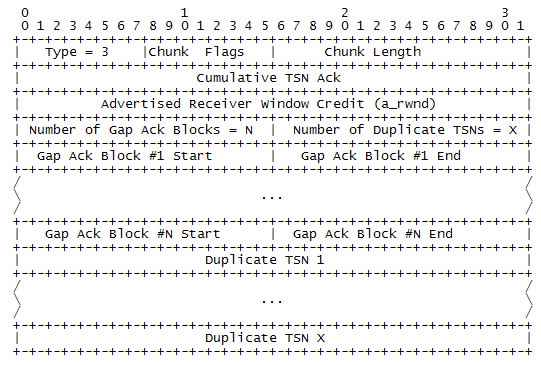 0                   1                   2                   3
0 1 2 3 4 5 6 7 8 9 0 1 2 3 4 5 6 7 8 9 0 1 2 3 4 5 6 7 8 9 0 1
+-+-+-+-+-+-+-+-+-+-+-+-+-+-+-+-+-+-+-+-+-+-+-+-+-+-+-+-+-+-+-+-+
|   Type = 3    |Chunk  Flags   |      Chunk Length             |
+-+-+-+-+-+-+-+-+-+-+-+-+-+-+-+-+-+-+-+-+-+-+-+-+-+-+-+-+-+-+-+-+
|                      Cumulative TSN Ack                       |
+-+-+-+-+-+-+-+-+-+-+-+-+-+-+-+-+-+-+-+-+-+-+-+-+-+-+-+-+-+-+-+-+
|          Advertised Receiver Window Credit (a_rwnd)           |
+-+-+-+-+-+-+-+-+-+-+-+-+-+-+-+-+-+-+-+-+-+-+-+-+-+-+-+-+-+-+-+-+
| Number of Gap Ack Blocks = N  |  Number of Duplicate TSNs = X |
+-+-+-+-+-+-+-+-+-+-+-+-+-+-+-+-+-+-+-+-+-+-+-+-+-+-+-+-+-+-+-+-+
|  Gap Ack Block #1 Start       |   Gap Ack Block #1 End        |
+-+-+-+-+-+-+-+-+-+-+-+-+-+-+-+-+-+-+-+-+-+-+-+-+-+-+-+-+-+-+-+-+
/                                                               /
\                              ...                              \
/                                                               /
+-+-+-+-+-+-+-+-+-+-+-+-+-+-+-+-+-+-+-+-+-+-+-+-+-+-+-+-+-+-+-+-+
|   Gap Ack Block #N Start      |  Gap Ack Block #N End         |
+-+-+-+-+-+-+-+-+-+-+-+-+-+-+-+-+-+-+-+-+-+-+-+-+-+-+-+-+-+-+-+-+
|                       Duplicate TSN 1                         |
+-+-+-+-+-+-+-+-+-+-+-+-+-+-+-+-+-+-+-+-+-+-+-+-+-+-+-+-+-+-+-+-+
/                                                               /
\                              ...                              \
/                                                               /
+-+-+-+-+-+-+-+-+-+-+-+-+-+-+-+-+-+-+-+-+-+-+-+-+-+-+-+-+-+-+-+-+
|                       Duplicate TSN X                         |
+-+-+-+-+-+-+-+-+-+-+-+-+-+-+-+-+-+-+-+-+-+-+-+-+-+-+-+-+-+-+-+-+